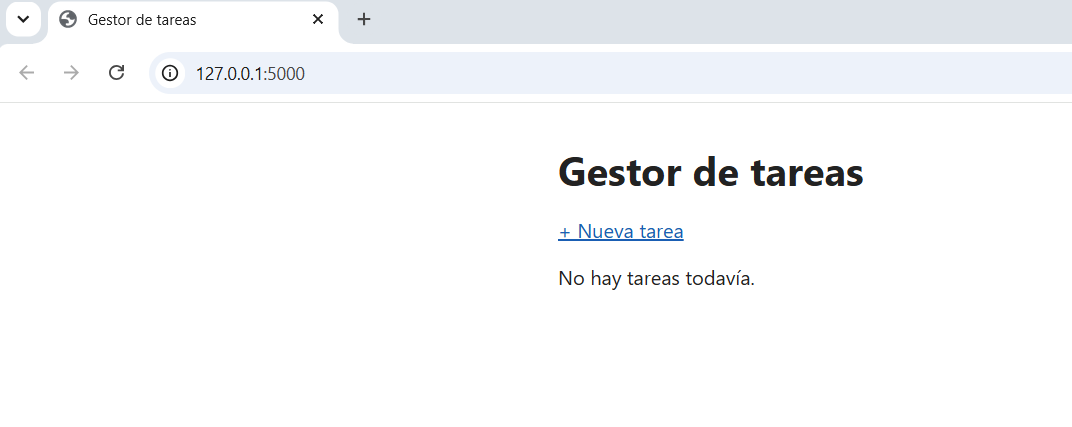 Gestor de tareas
127.0.0.1:5000
Gestor de tareas
+ Nueva tarea
No hay tareas todavía.